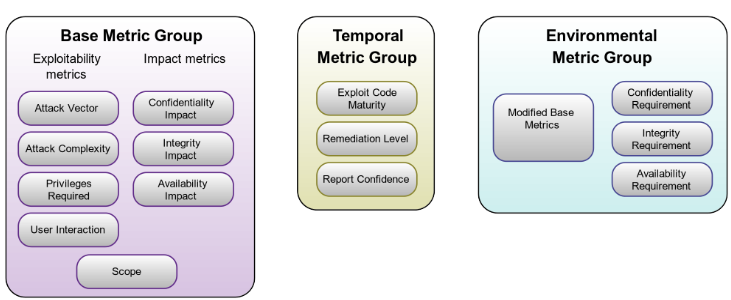 Base Metric Group
Exploitability
metrics
Impact metrics
Attack Vector
Attack Complexity
Privileges
Required
User Interaction
Confidentiality
Impact
Integrity
Impact
Availability
Impact
Scope
Temporal
Metric Group
Exploit Code
Maturity
Remediation Level
Report Confidence
Environmental
Metric Group
Modified Base
Metrics
Confidentiality
Requirement
Integrity
Requirement
Availability
Requirement